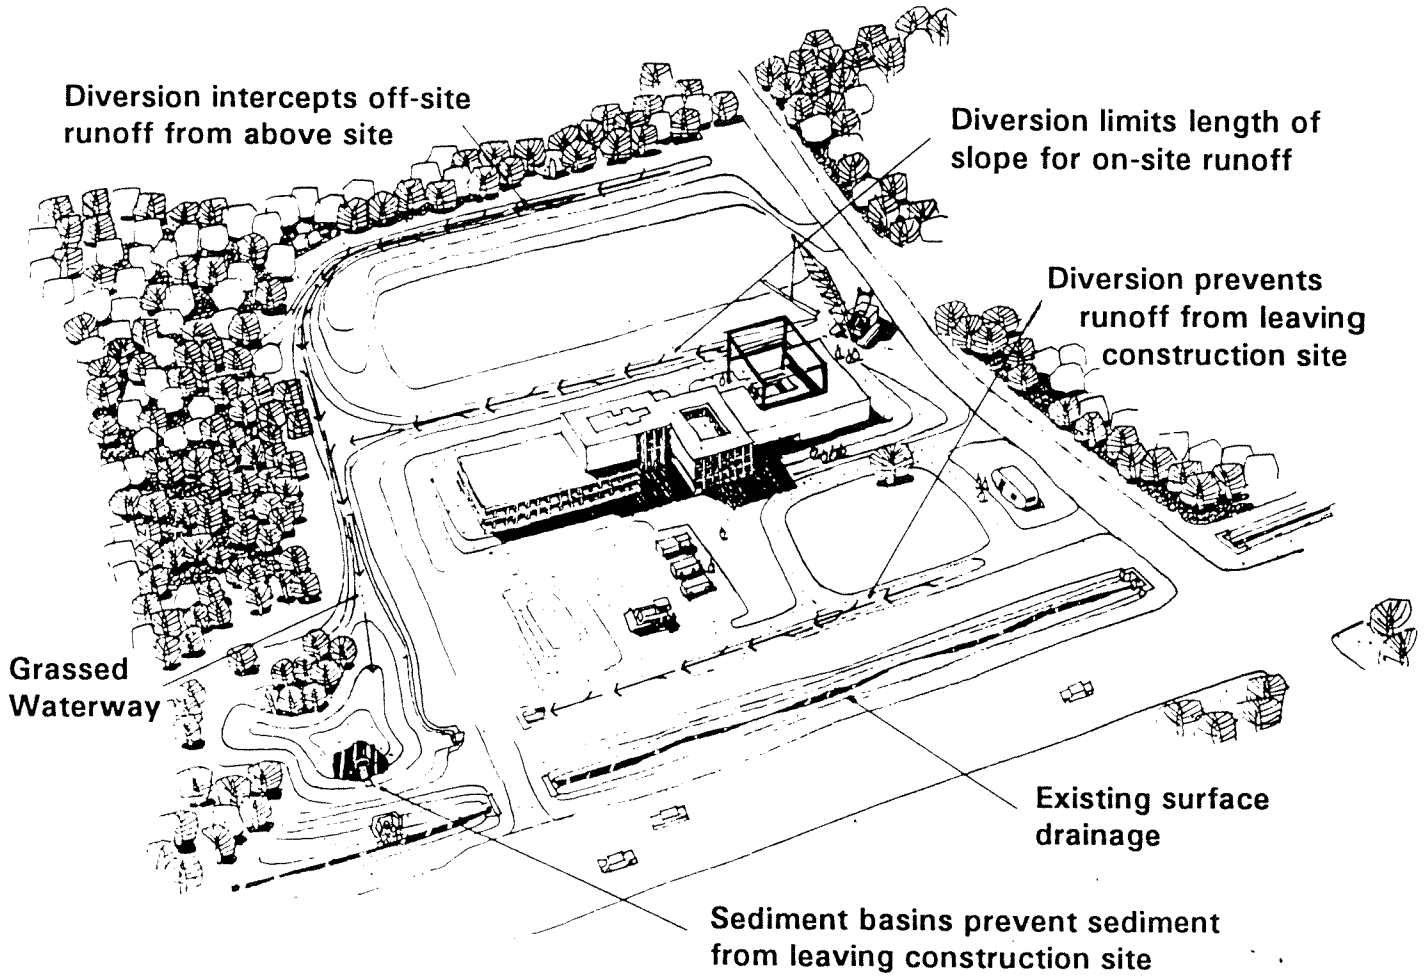 Diversion intercepts off-site
runoff from above site
Diversion limits length of
slope for on-site runoff
Diversion prevents
runoff from leaving
construction site
Grassed
Waterway
Existing surface
drainage
Sediment basins prevent sediment
from leaving construction site